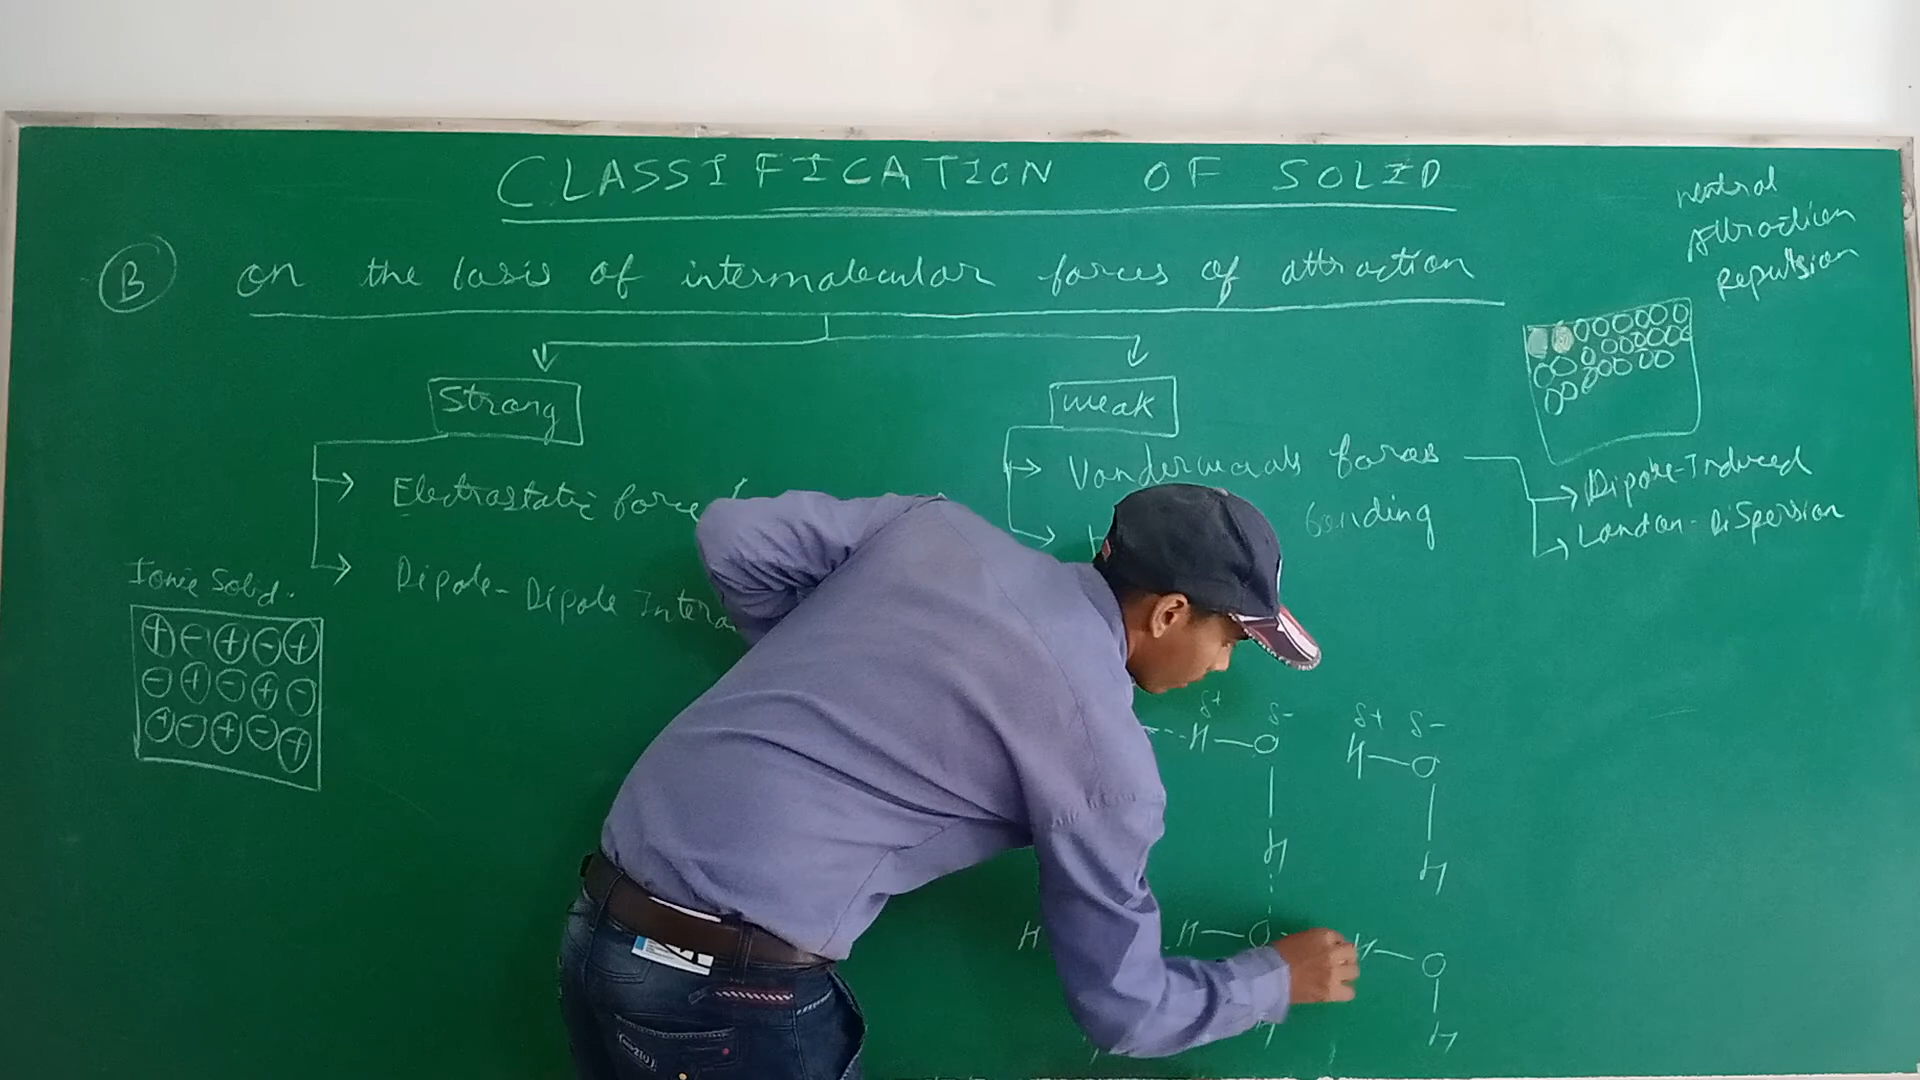 CLASSIFICATION OF SOLID
neutral
Attraction
Repulsion
B on the basis of intermolecular forces of attraction
Strong
weak
Electrostatic force
Vanderwaals forces
Dipole-Induced
bonding
London-Dispersion
Dipole-Dipole Intera
Ionic Solid.
+ - + - +
- + - + -
+ - + - +
δ+ δ- δ+ δ-
H-O H-O
H H
H H-O H-O
H H